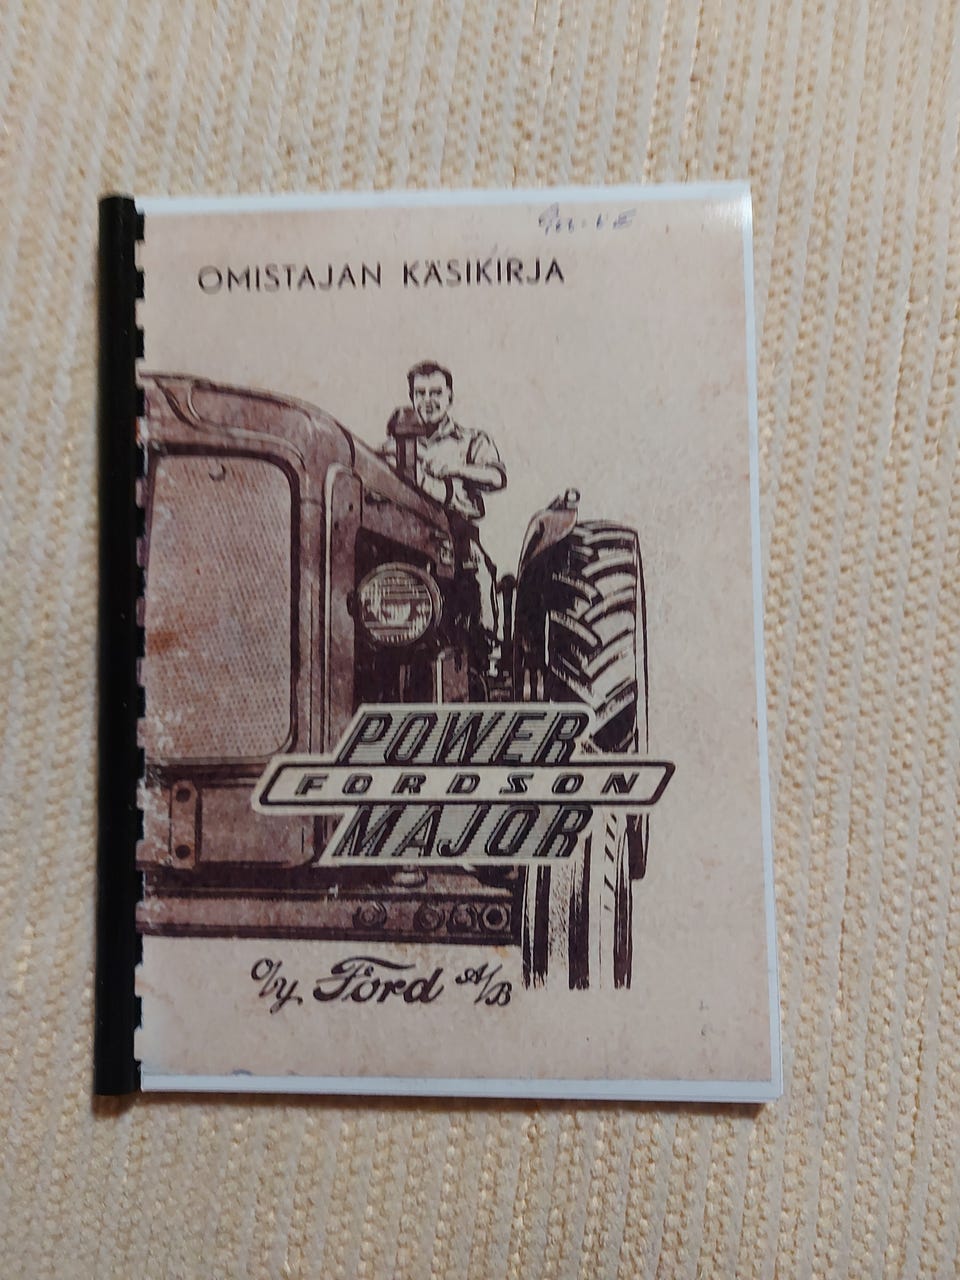 OMISTAJAN KÄSIKIRJA
POWER
FORDSON
MAJOR
O/Y Ford A/B